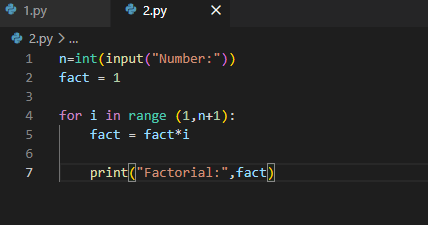 1.py 2.py ×
2.py > ...
1 n=int(input("Number:"))
2 fact = 1
3
4 for i in range (1,n+1):
5     fact = fact*i
6
7     print("Factorial:",fact)